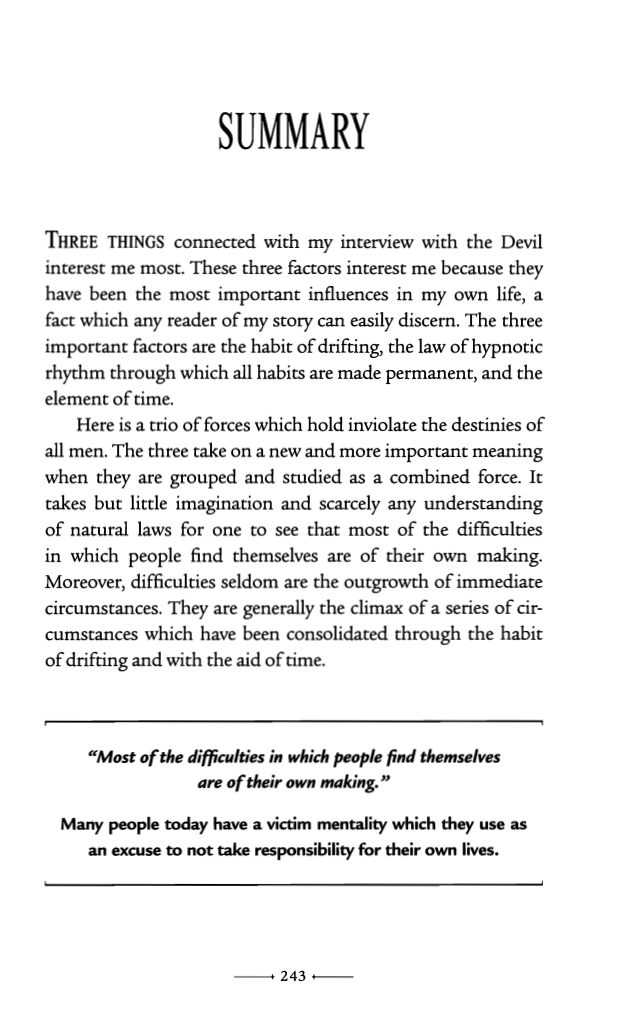 SUMMARY
THREE THINGS connected with my interview with the Devil
interest me most. These three factors interest me because they
have been the most important influences in my own life, a
fact which any reader of my story can easily discern. The three
important factors are the habit of drifting, the law of hypnotic
rhythm through which all habits are made permanent, and the
element of time.
Here is a trio of forces which hold inviolate the destinies of
all men. The three take on a new and more important meaning
when they are grouped and studied as a combined force. It
takes but little imagination and scarcely any understanding
of natural laws for one to see that most of the difficulties
in which people find themselves are of their own making.
Moreover, difficulties seldom are the outgrowth of immediate
circumstances. They are generally the climax of a series of cir-
cumstances which have been consolidated through the habit
of drifting and with the aid of time.
“Most of the difficulties in which people find themselves
are of their own making.”
Many people today have a victim mentality which they use as
an excuse to not take responsibility for their own lives.
243